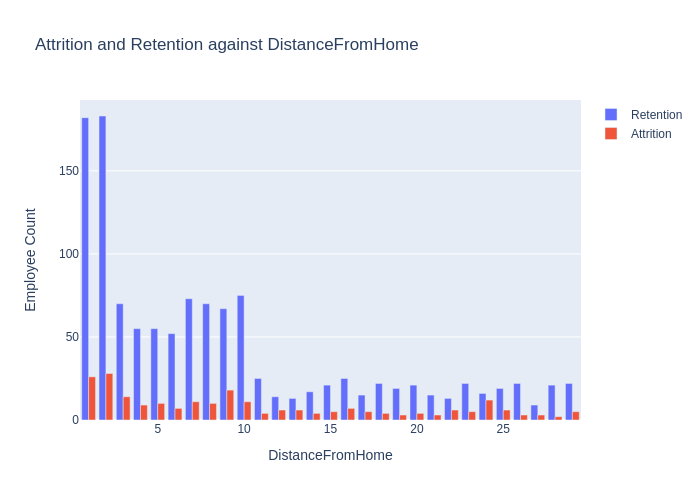 Attrition and Retention against DistanceFromHome
Retention
Attrition
150
100
50
0
Employee Count
5
10
15
20
25
DistanceFromHome